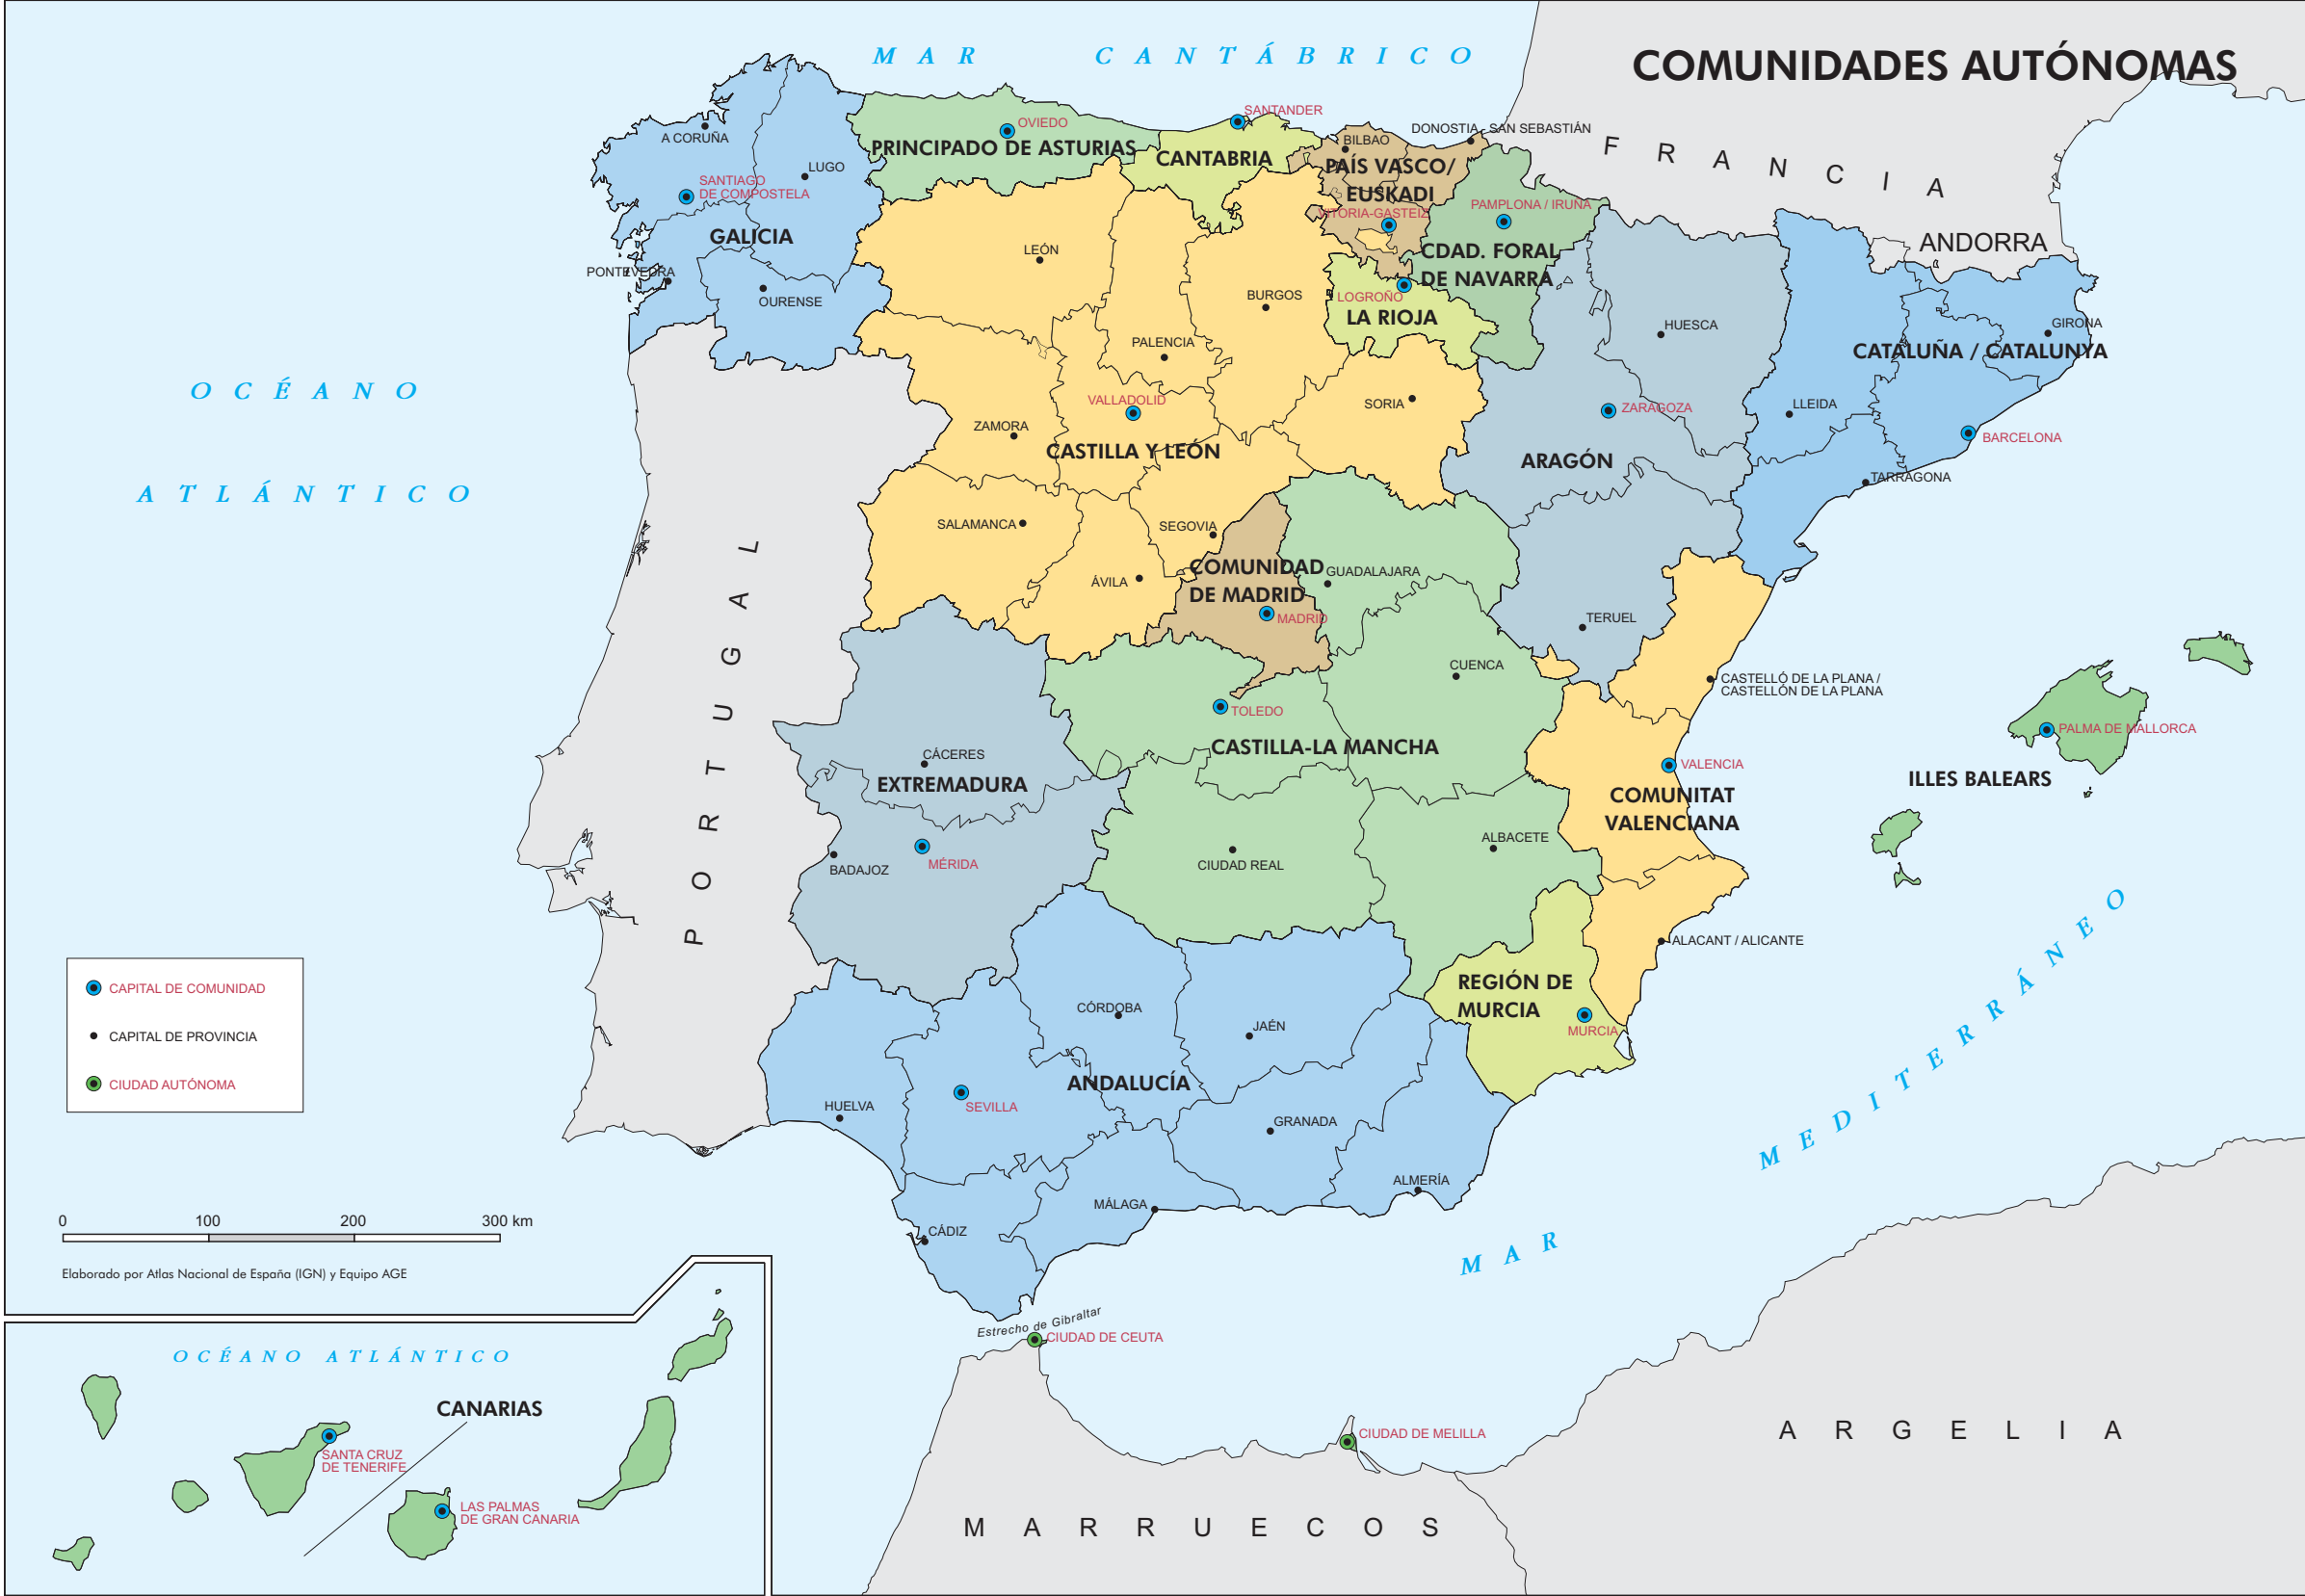 COMUNIDADES AUTÓNOMAS
MAR CANTÁBRICO
FRANCIA
ANDORRA
OCÉANO
ATLÁNTICO
PORTUGAL
A CORUÑA
LUGO
SANTIAGO
DE COMPOSTELA
GALICIA
PONTEVEDRA
OURENSE
OVIEDO
PRINCIPADO DE ASTURIAS
SANTANDER
CANTABRIA
BILBAO
DONOSTIA - SAN SEBASTIÁN
PAÍS VASCO/
EUSKADI
VITORIA-GASTEIZ
PAMPLONA / IRUÑA
CDAD. FORAL
DE NAVARRA
LOGROÑO
LA RIOJA
LEÓN
BURGOS
PALENCIA
VALLADOLID
ZAMORA
SORIA
CASTILLA Y LEÓN
SALAMANCA
SEGOVIA
ÁVILA
HUESCA
ZARAGOZA
ARAGÓN
TERUEL
GIRONA
CATALUÑA / CATALUNYA
LLEIDA
BARCELONA
TARRAGONA
COMUNIDAD
DE MADRID
MADRID
GUADALAJARA
CUENCA
TOLEDO
CASTILLA-LA MANCHA
CIUDAD REAL
ALBACETE
CÁCERES
EXTREMADURA
BADAJOZ
MÉRIDA
CASTELLÓ DE LA PLANA /
CASTELLÓN DE LA PLANA
VALENCIA
COMUNITAT
VALENCIANA
ALACANT / ALICANTE
PALMA DE MALLORCA
ILLES BALEARS
REGIÓN DE
MURCIA
MURCIA
CÓRDOBA
JAÉN
ANDALUCÍA
HUELVA
SEVILLA
GRANADA
ALMERÍA
MÁLAGA
CÁDIZ
MAR MEDITERRÁNEO
Estrecho de Gibraltar
CIUDAD DE CEUTA
CIUDAD DE MELILLA
MARRUECOS
ARGELIA
CAPITAL DE COMUNIDAD
CAPITAL DE PROVINCIA
CIUDAD AUTÓNOMA
0 100 200 300 km
Elaborado por Atlas Nacional de España (IGN) y Equipo AGE
OCÉANO ATLÁNTICO
CANARIAS
SANTA CRUZ
DE TENERIFE
LAS PALMAS
DE GRAN CANARIA